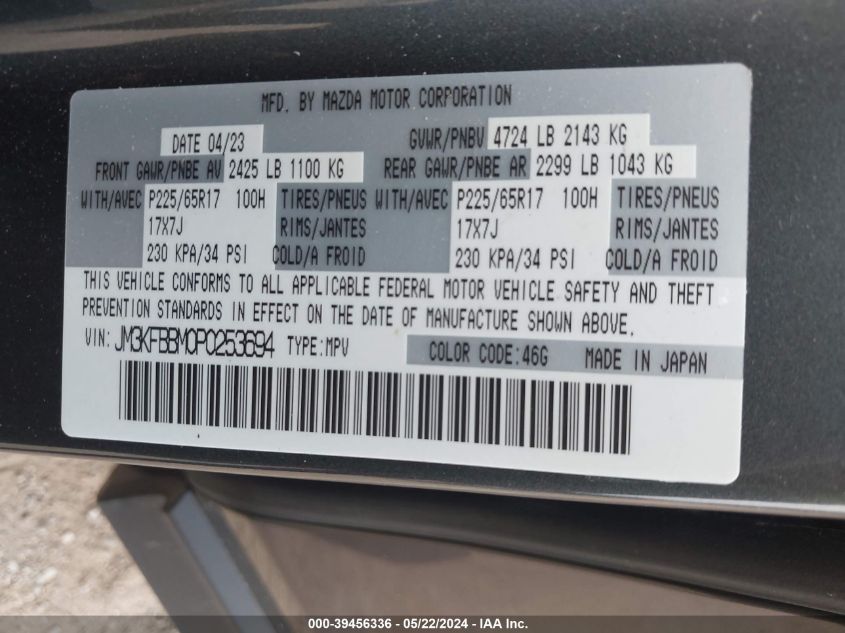 MFD. BY MAZDA MOTOR CORPORATION
DATE 04/23 GVWR/PNBV 4724 LB 2143 KG
FRONT GAWR/PNBE AV 2425 LB 1100 KG REAR GAWR/PNBE AR 2299 LB 1043 KG
WITH/AVEC P225/65R17 100H TIRES/PNEUS WITH/AVEC P225/65R17 100H TIRES/PNEUS
17X7J RIMS/JANTES 17X7J RIMS/JANTES
230 KPA/34 PSI COLD/A FROID 230 KPA/34 PSI COLD/A FROID
THIS VEHICLE CONFORMS TO ALL APPLICABLE FEDERAL MOTOR VEHICLE SAFETY AND THEFT
PREVENTION STANDARDS IN EFFECT ON THE DATE OF MANUFACTURE SHOWN ABOVE.
VIN: JM3KFBBM0P0253694 TYPE:MPV COLOR CODE:46G MADE IN JAPAN
000-39456336 - 05/22/2024 - IAA Inc.